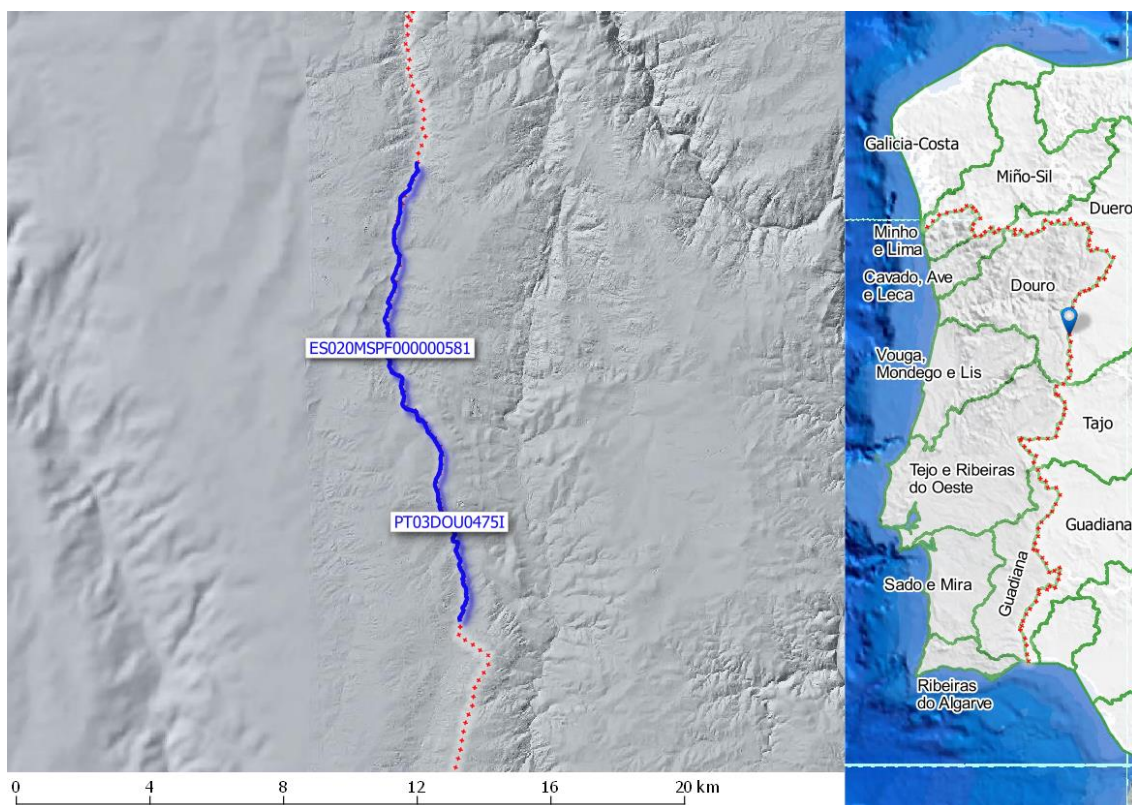 ES020MSPF000000581
PT03DOU0475I
0 4 8 12 16 20 km
Galicia-Costa
Miño-Sil
Duero
Minho
e Lima
Cavado, Ave
e Leca
Douro
Vouga,
Mondego e Lis
Tajo
Tejo e Ribeiras
do Oeste
Guadiana
Sado e Mira
Guadiana
Ribeiras
do Algarve